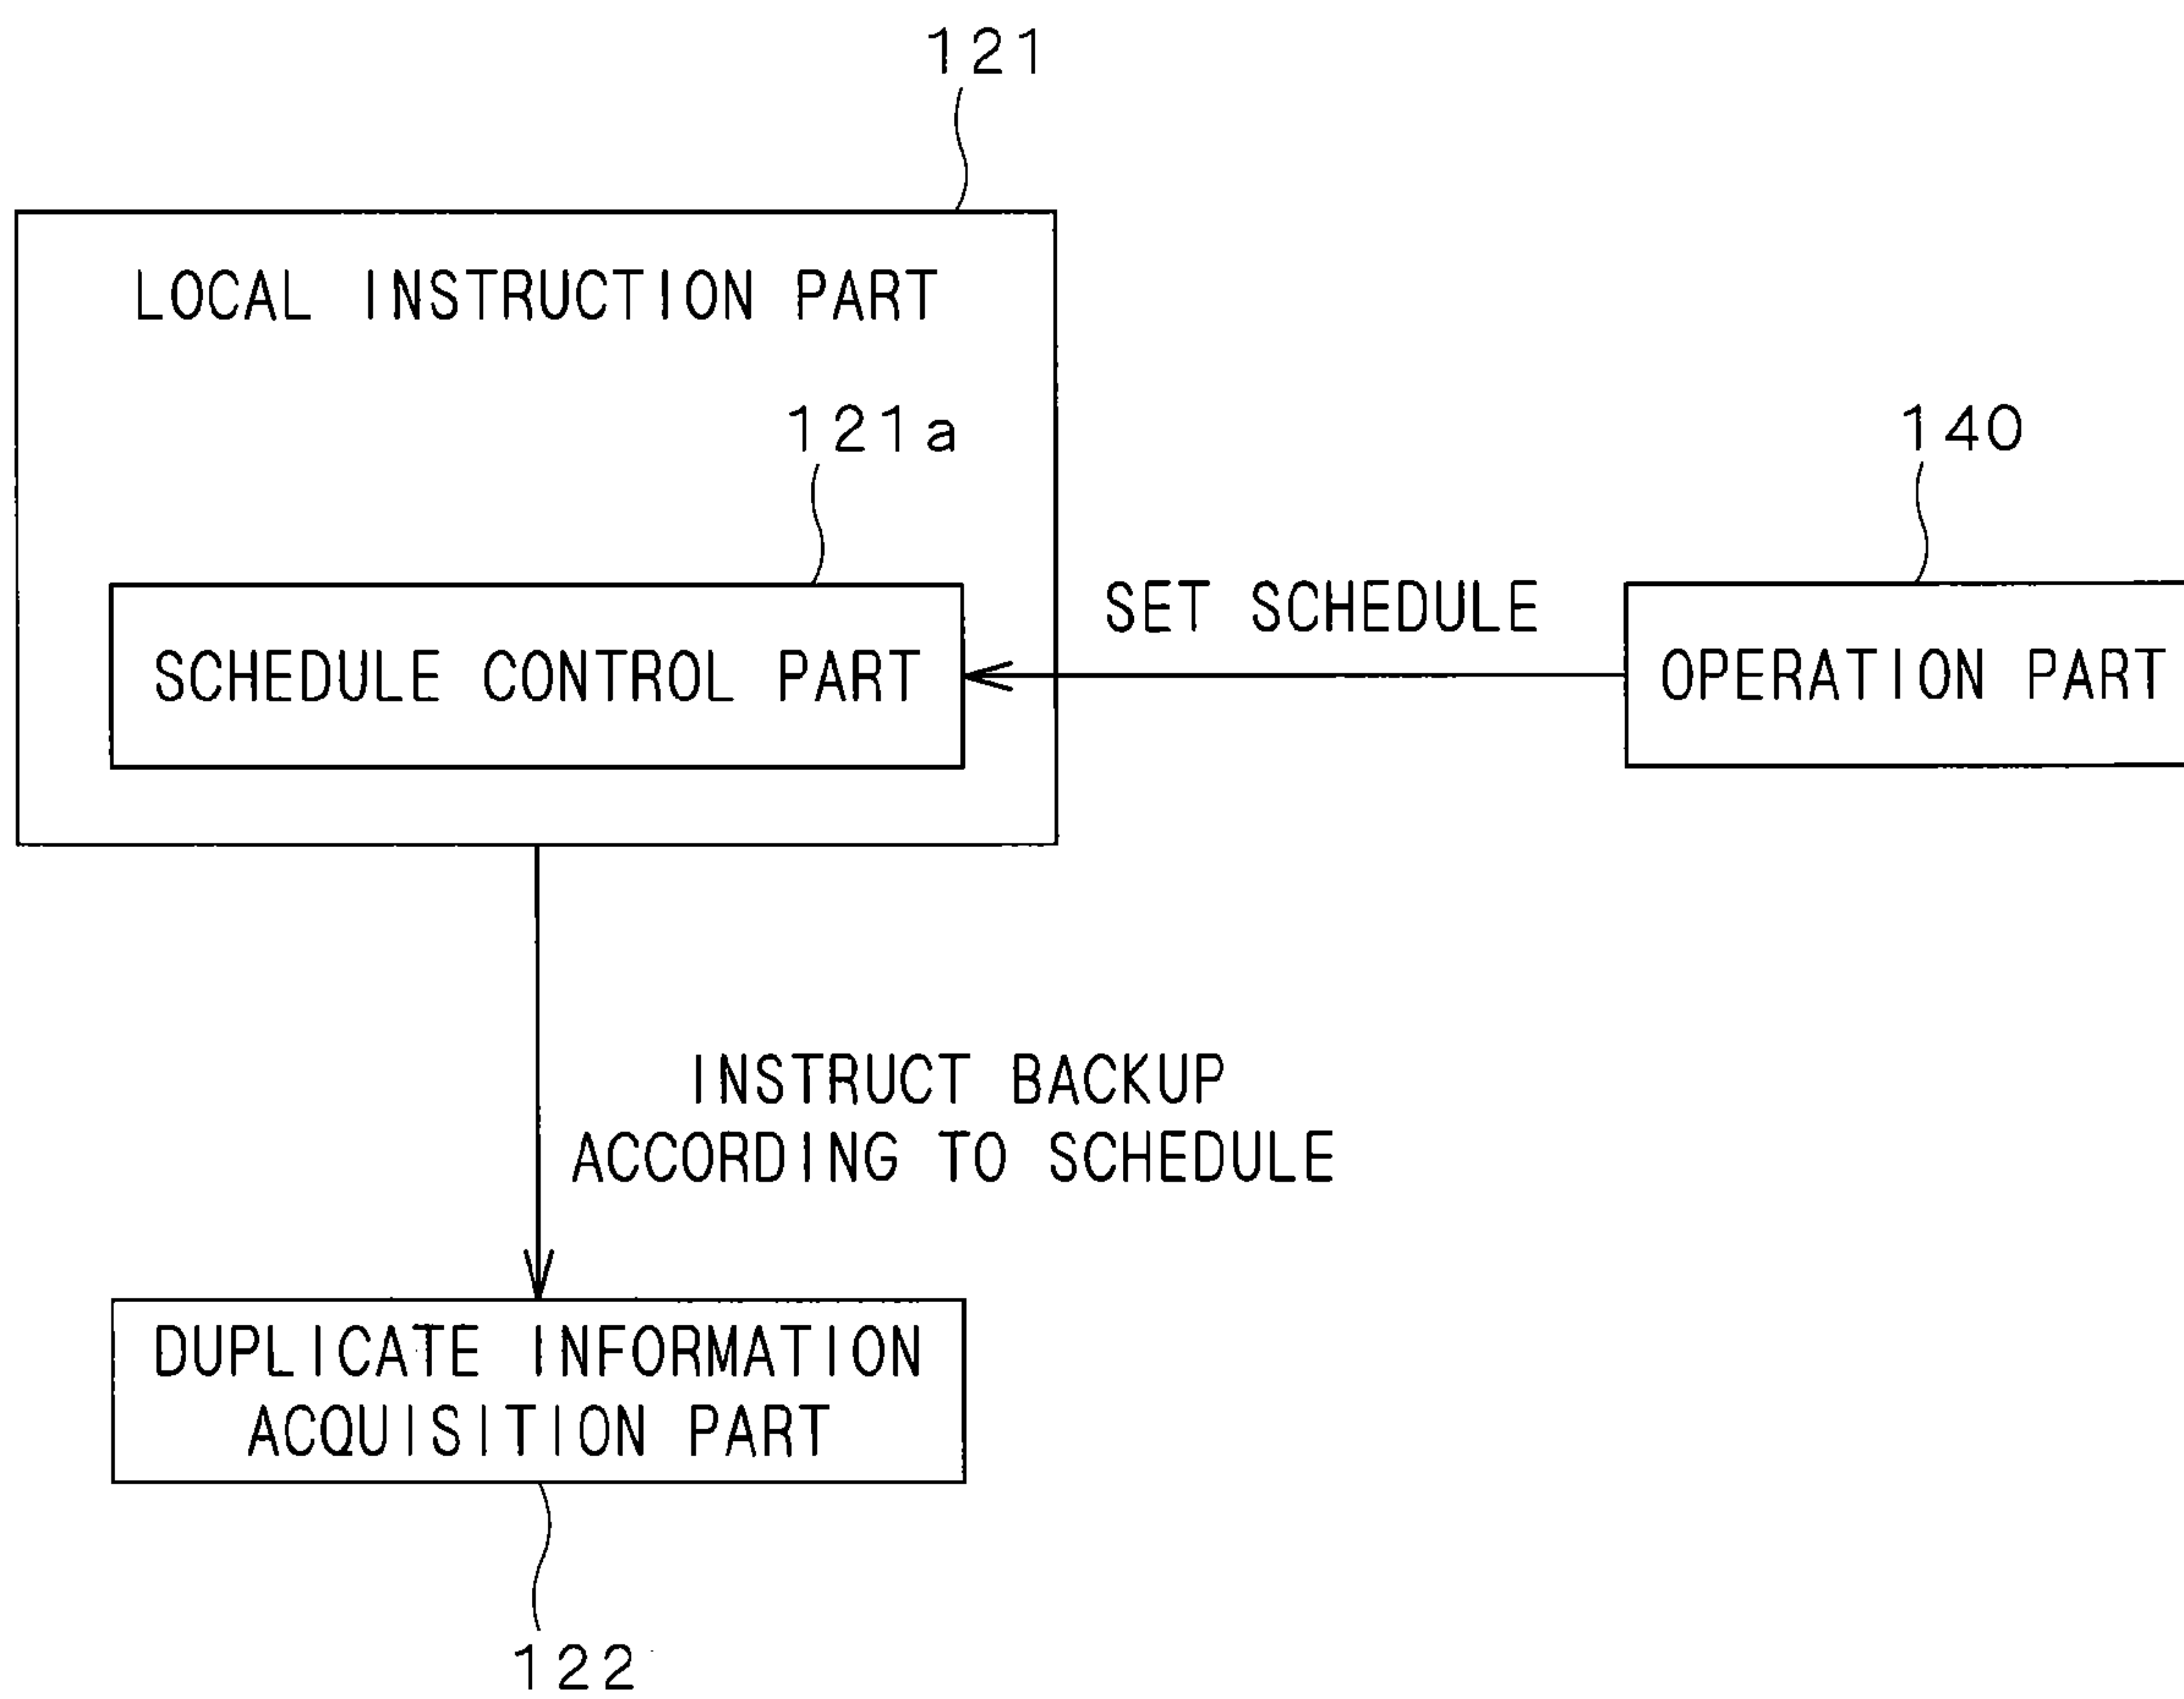 121
LOCAL INSTRUCTION PART
121a
140
SET SCHEDULE
SCHEDULE CONTROL PART
OPERATION PART
INSTRUCT BACKUP
ACCORDING TO SCHEDULE
DUPLICATE INFORMATION
ACQUISITION PART
122